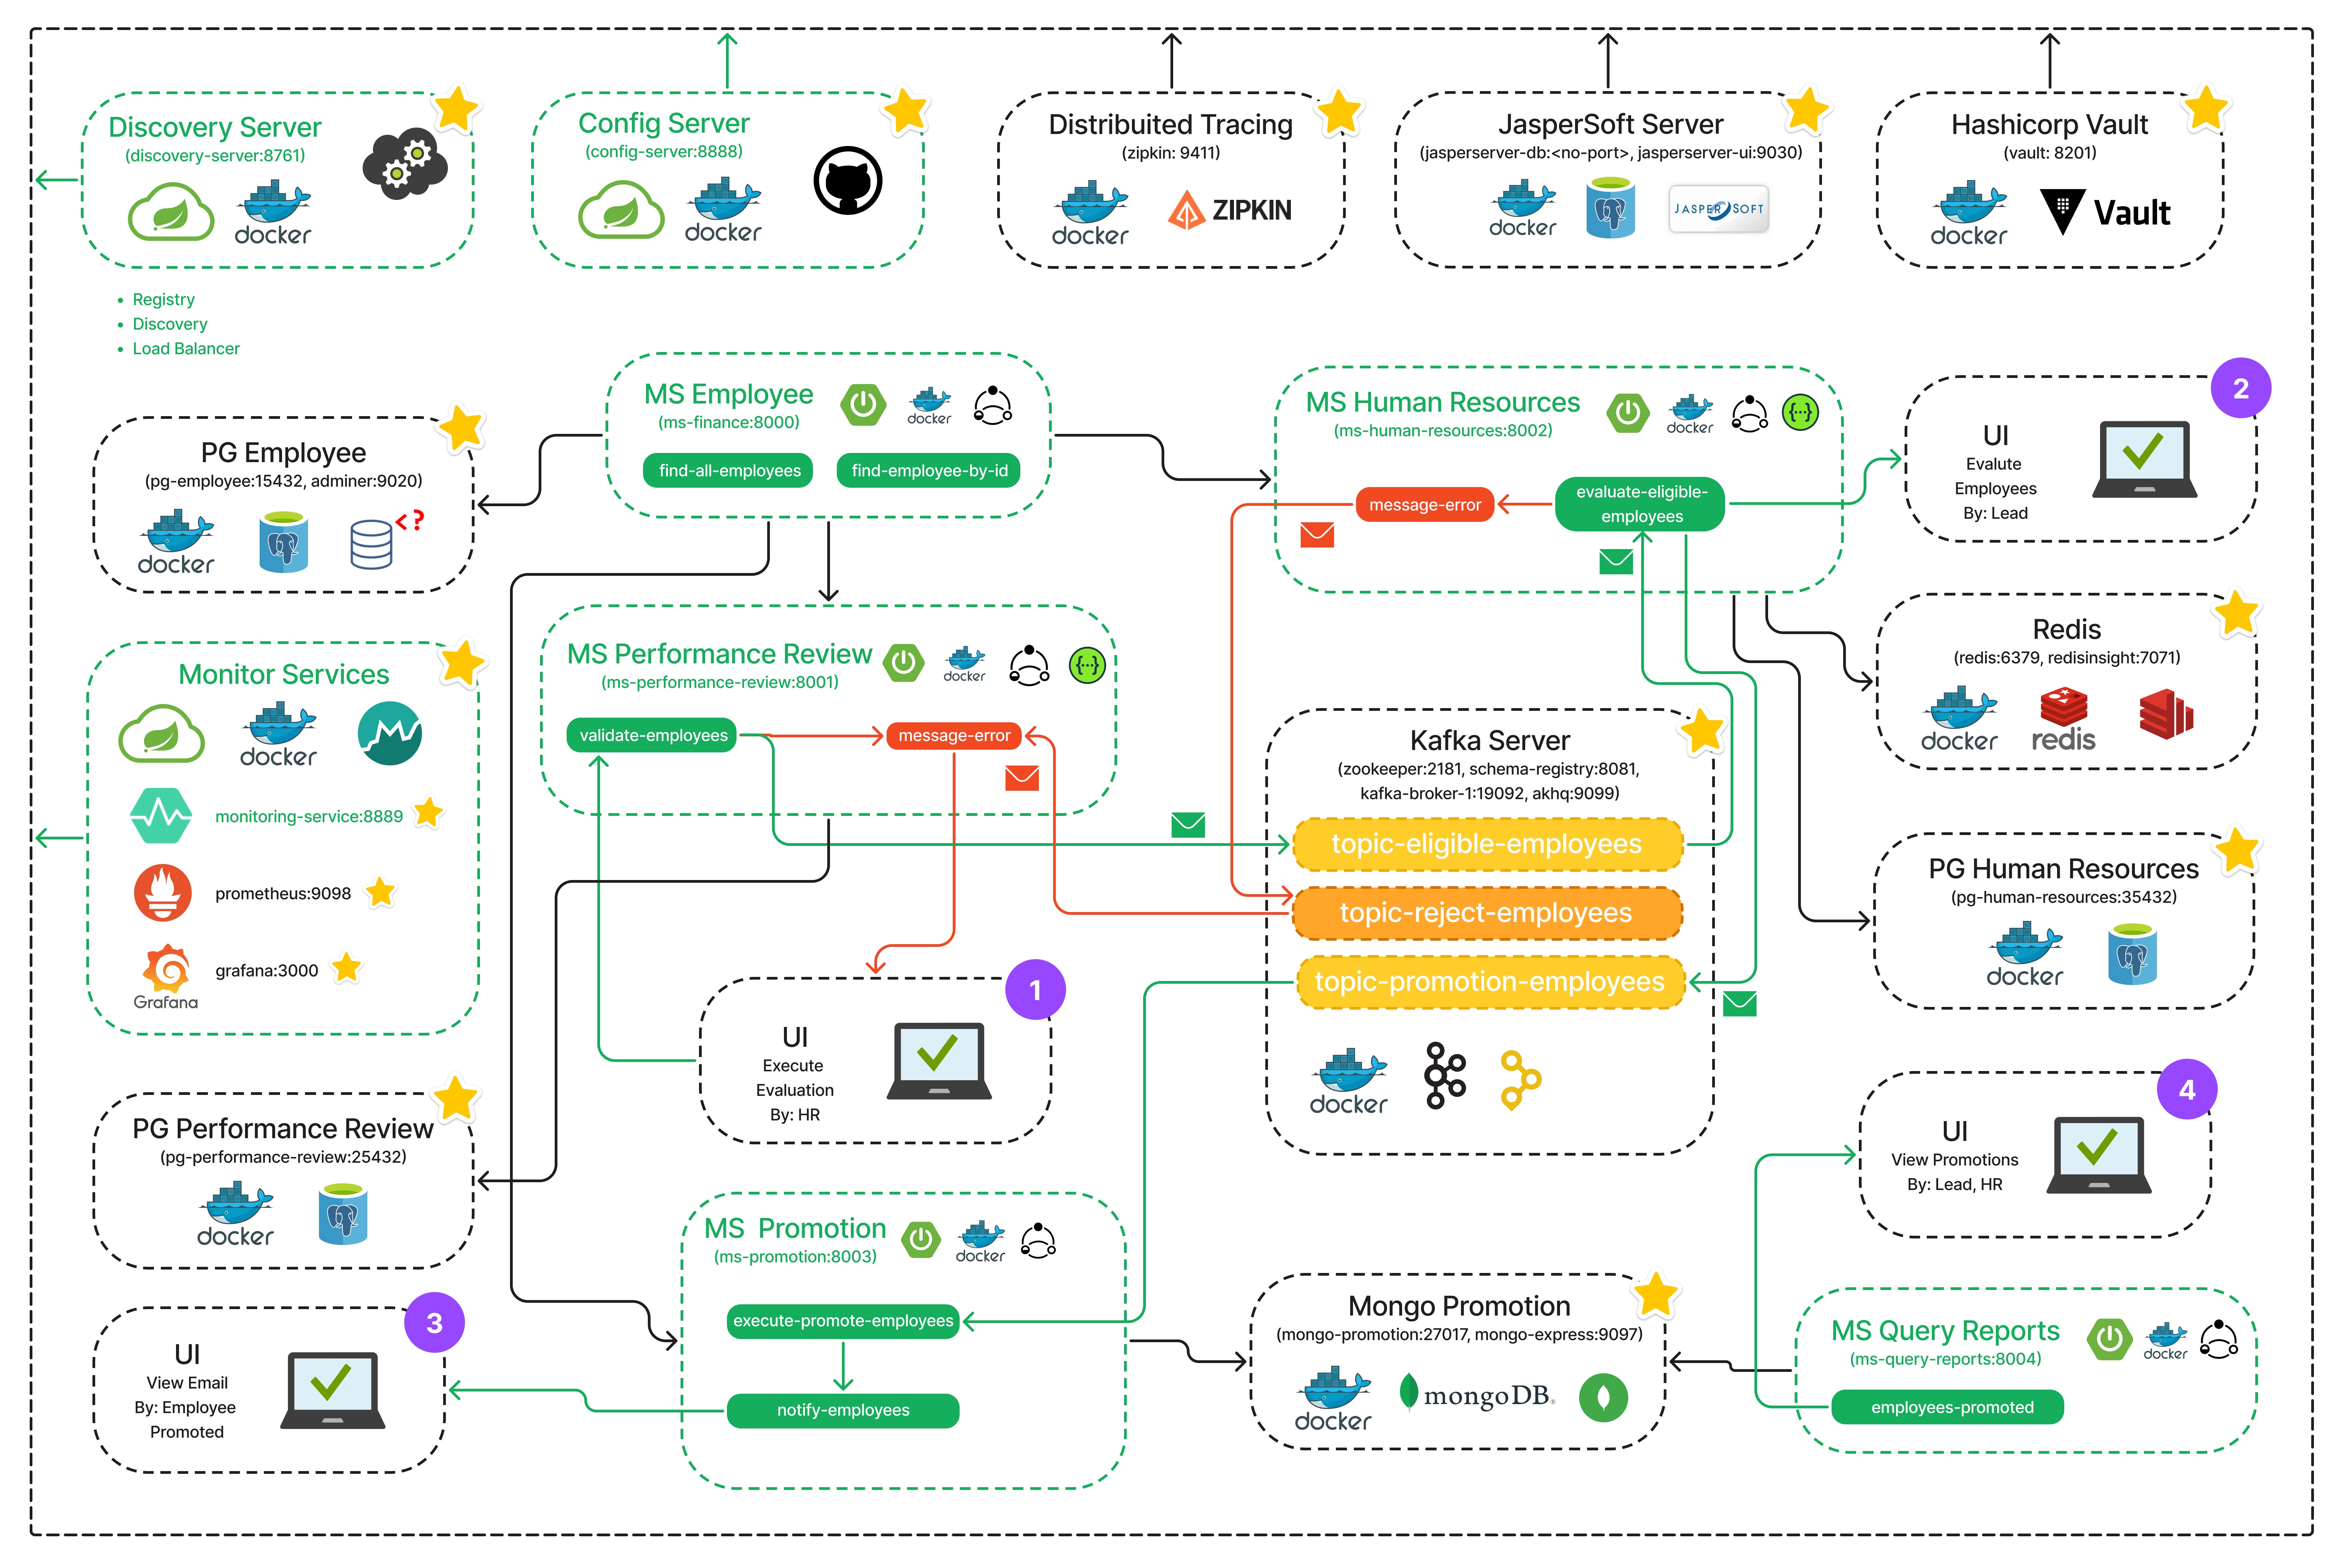 Discovery Server
(discovery-server:8761)
docker
Registry
Discovery
Load Balancer
Config Server
(config-server:8888)
docker
Distribuited Tracing
(zipkin: 9411)
docker
ZIPKIN
JasperSoft Server
(jasperserver-db:<no-port>, jasperserver-ui:9030)
docker
JASPERSOFT
Hashicorp Vault
(vault: 8201)
docker
Vault
PG Employee
(pg-employee:15432, adminer:9020)
docker
<?
MS Employee
(ms-finance:8000)
docker
find-all-employees
find-employee-by-id
MS Human Resources
(ms-human-resources:8002)
docker
{···}
message-error
evaluate-eligible-
employees
2
UI
Evalute
Employees
By: Lead
Monitor Services
docker
monitoring-service:8889
prometheus:9098
grafana:3000
Grafana
MS Performance Review
(ms-performance-review:8001)
docker
{···}
validate-employees
message-error
Redis
(redis:6379, redisinsight:7071)
docker
redis
Kafka Server
(zookeeper:2181, schema-registry:8081,
kafka-broker-1:19092, akhq:9099)
topic-eligible-employees
topic-reject-employees
topic-promotion-employees
docker
PG Human Resources
(pg-human-resources:35432)
docker
1
UI
Execute
Evaluation
By: HR
PG Performance Review
(pg-performance-review:25432)
docker
4
UI
View Promotions
By: Lead, HR
MS  Promotion
(ms-promotion:8003)
docker
execute-promote-employees
notify-employees
3
UI
View Email
By: Employee
Promoted
Mongo Promotion
(mongo-promotion:27017, mongo-express:9097)
docker
mongoDB®
MS Query Reports
(ms-query-reports:8004)
docker
employees-promoted